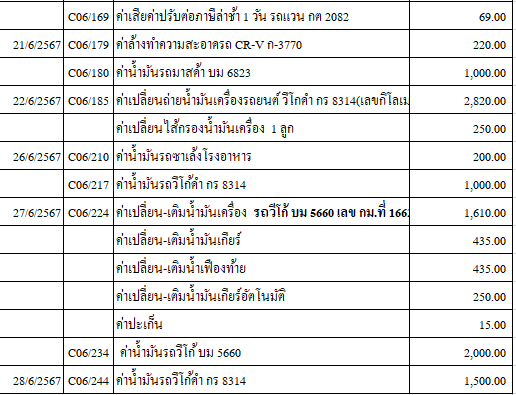 C06/169 ค่าเสียค่าปรับต่อภาษีล่าช้า 1 วัน รถแวน กต 2082 69.00
21/6/2567 C06/179 ค่าล้างทำความสะอาดรถ CR-V ก-3770 220.00
C06/180 ค่าน้ำมันรถมาสด้า บม 6823 1,000.00
22/6/2567 C06/185 ค่าเปลี่ยนถ่ายน้ำมันเครื่องรถยนต์ วีโก้ดำ กร 8314(เลขกิโลเม 2,820.00
ค่าเปลี่ยนไส้กรองน้ำมันเครื่อง 1 ลูก 250.00
26/6/2567 C06/210 ค่าน้ำมันรถซาเล้งโรงอาหาร 200.00
C06/217 ค่าน้ำมันรถวีโก้ดำ กร 8314 1,000.00
27/6/2567 C06/224 ค่าเปลี่ยน-เติมน้ำมันเครื่อง รถวีโก้ บม 5660 เลข กม.ที่ 166 1,610.00
ค่าเปลี่ยน-เติมน้ำมันเกียร์ 435.00
ค่าเปลี่ยน-เติมน้ำเฟืองท้าย 435.00
ค่าเปลี่ยน-เติมน้ำมันเกียร์อัตโนมัติ 250.00
ค่าปะเก็น 15.00
C06/234 ค่าน้ำมันรถวีโก้ บม 5660 2,000.00
28/6/2567 C06/244 ค่าน้ำมันรถวีโก้ดำ กร 8314 1,500.00